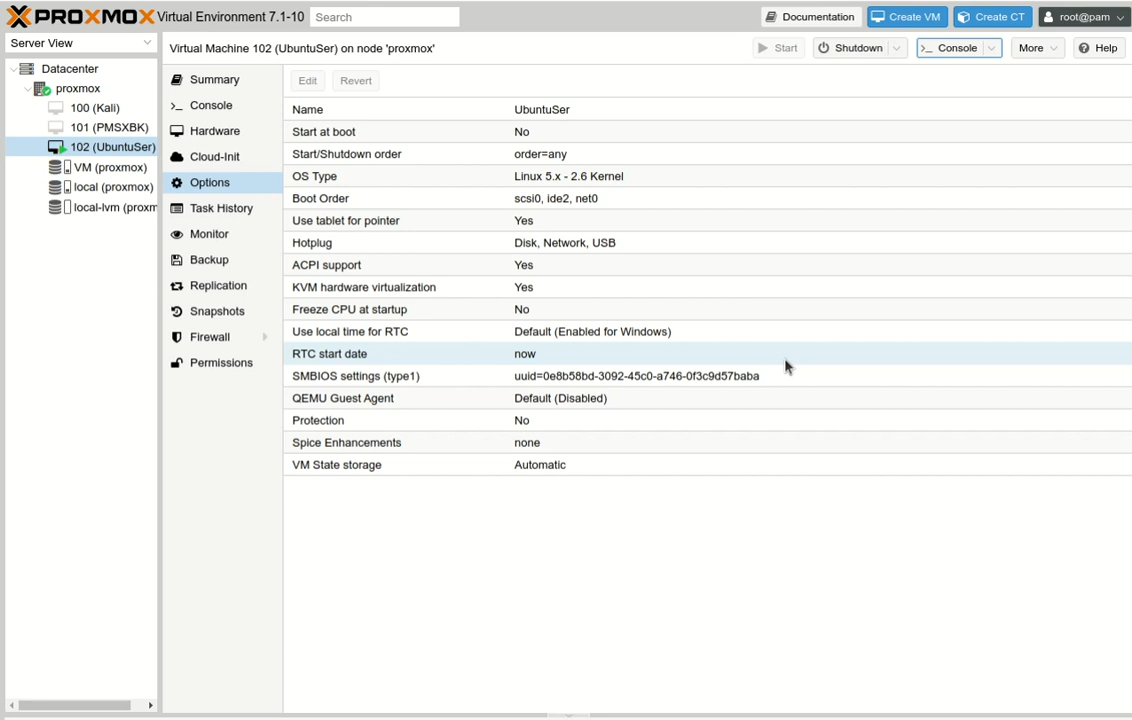 PROXMOX Virtual Environment 7.1-10 Search Documentation Create VM Create CT root@pam
Server View
Datacenter
proxmox
100 (Kali)
101 (PMSXBK)
102 (UbuntuSer)
VM (proxmox)
local (proxmox)
local-lvm (proxm
Virtual Machine 102 (UbuntuSer) on node 'proxmox' Start Shutdown Console More Help
Summary
Console
Hardware
Cloud-Init
Options
Task History
Monitor
Backup
Replication
Snapshots
Firewall
Permissions
Edit Revert
Name UbuntuSer
Start at boot No
Start/Shutdown order order=any
OS Type Linux 5.x - 2.6 Kernel
Boot Order scsi0, ide2, net0
Use tablet for pointer Yes
Hotplug Disk, Network, USB
ACPI support Yes
KVM hardware virtualization Yes
Freeze CPU at startup No
Use local time for RTC Default (Enabled for Windows)
RTC start date now
SMBIOS settings (type1) uuid=0e8b58bd-3092-45c0-a746-0f3c9d57baba
QEMU Guest Agent Default (Disabled)
Protection No
Spice Enhancements none
VM State storage Automatic